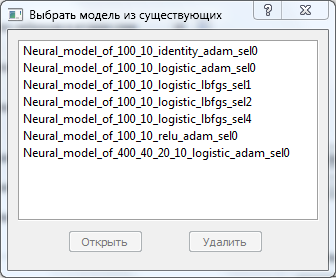 Выбрать модель из существующих
Neural_model_of_100_10_identity_adam_sel0
Neural_model_of_100_10_logistic_adam_sel0
Neural_model_of_100_10_logistic_lbfgs_sel1
Neural_model_of_100_10_logistic_lbfgs_sel2
Neural_model_of_100_10_logistic_lbfgs_sel4
Neural_model_of_100_10_relu_adam_sel0
Neural_model_of_400_40_20_10_logistic_adam_sel0
Открыть Удалить